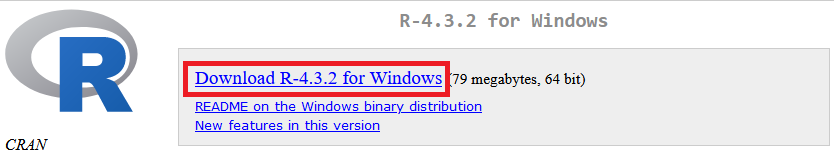 R-4.3.2 for Windows
R
Download R-4.3.2 for Windows (79 megabytes, 64 bit)
README on the Windows binary distribution
New features in this version
CRAN